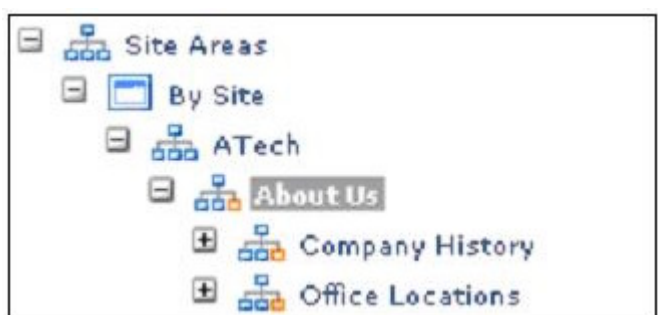 Site Areas
By Site
ATech
About Us
Company History
Office Locations